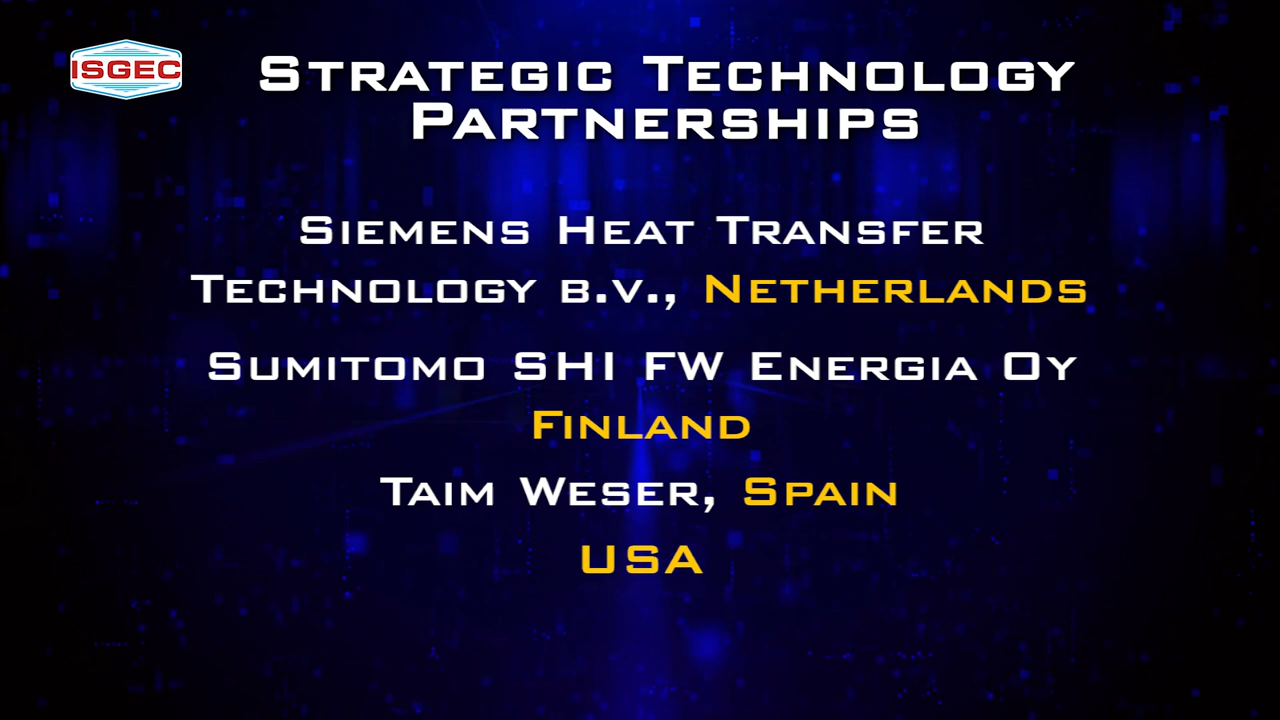 ISGEC
Strategic Technology
Partnerships
Siemens Heat Transfer
Technology b.v., Netherlands
Sumitomo SHI FW Energia Oy
Finland
Taim Weser, Spain
USA